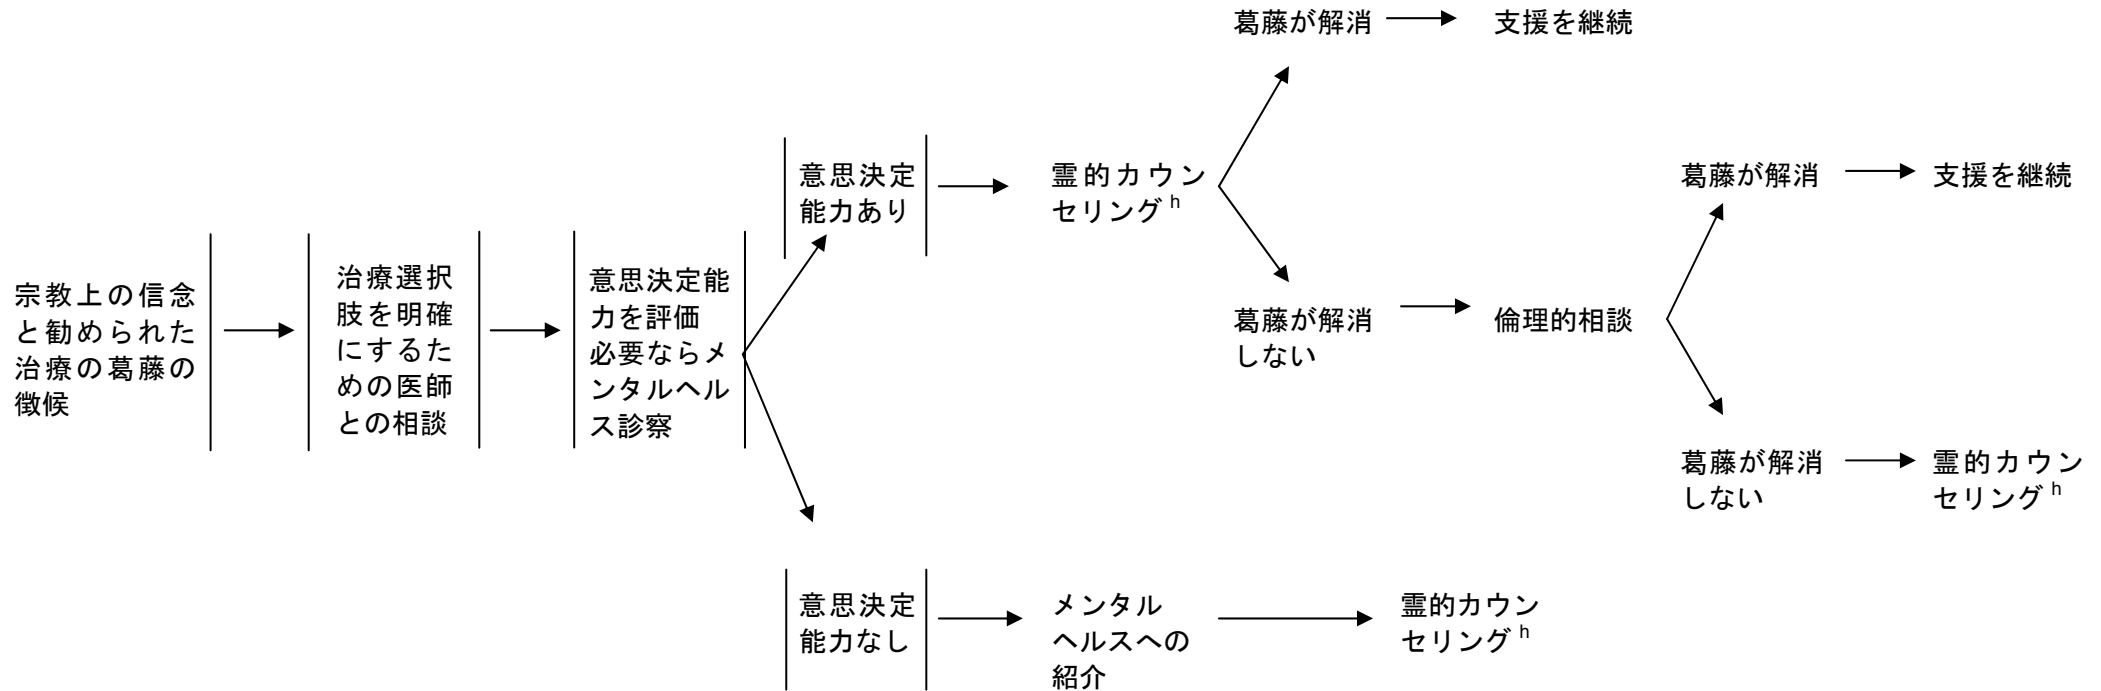 宗教上の信念
と勧められた
治療の葛藤の
徴候
治療選択
肢を明確
にするた
めの医師
との相談
意思決定能
力を評価
必要ならメ
ンタルヘル
ス診察
意思決定
能力あり
霊的カウン
セリング h
葛藤が解消
支援を継続
葛藤が解消
しない
倫理的相談
葛藤が解消
支援を継続
葛藤が解消
しない
霊的カウン
セリング h
意思決定
能力なし
メンタル
ヘルスへの
紹介
霊的カウン
セリング h